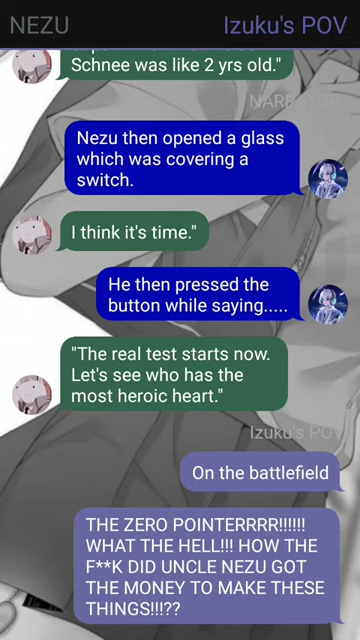 NEZU
Izuku's POV
Schnee was like 2 yrs old."
NARRATOR
Nezu then opened a glass
which was covering a
switch.
I think it's time."
He then pressed the
button while saying.....
"The real test starts now.
Let's see who has the
most heroic heart."
Izuku's POV
On the battlefield
THE ZERO POINTERRRR!!!!!!
WHAT THE HELL!!! HOW THE
F**K DID UNCLE NEZU GOT
THE MONEY TO MAKE THESE
THINGS!!!??